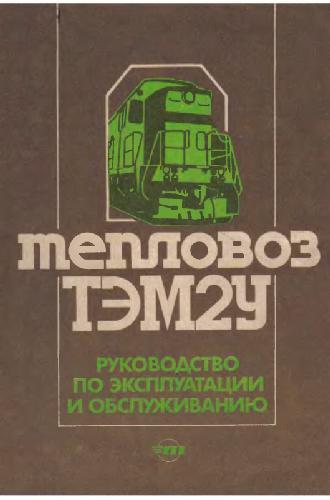 тепловоз
ТЭМ2У
РУКОВОДСТВО
ПО ЭКСПЛУАТАЦИИ
И ОБСЛУЖИВАНИЮ